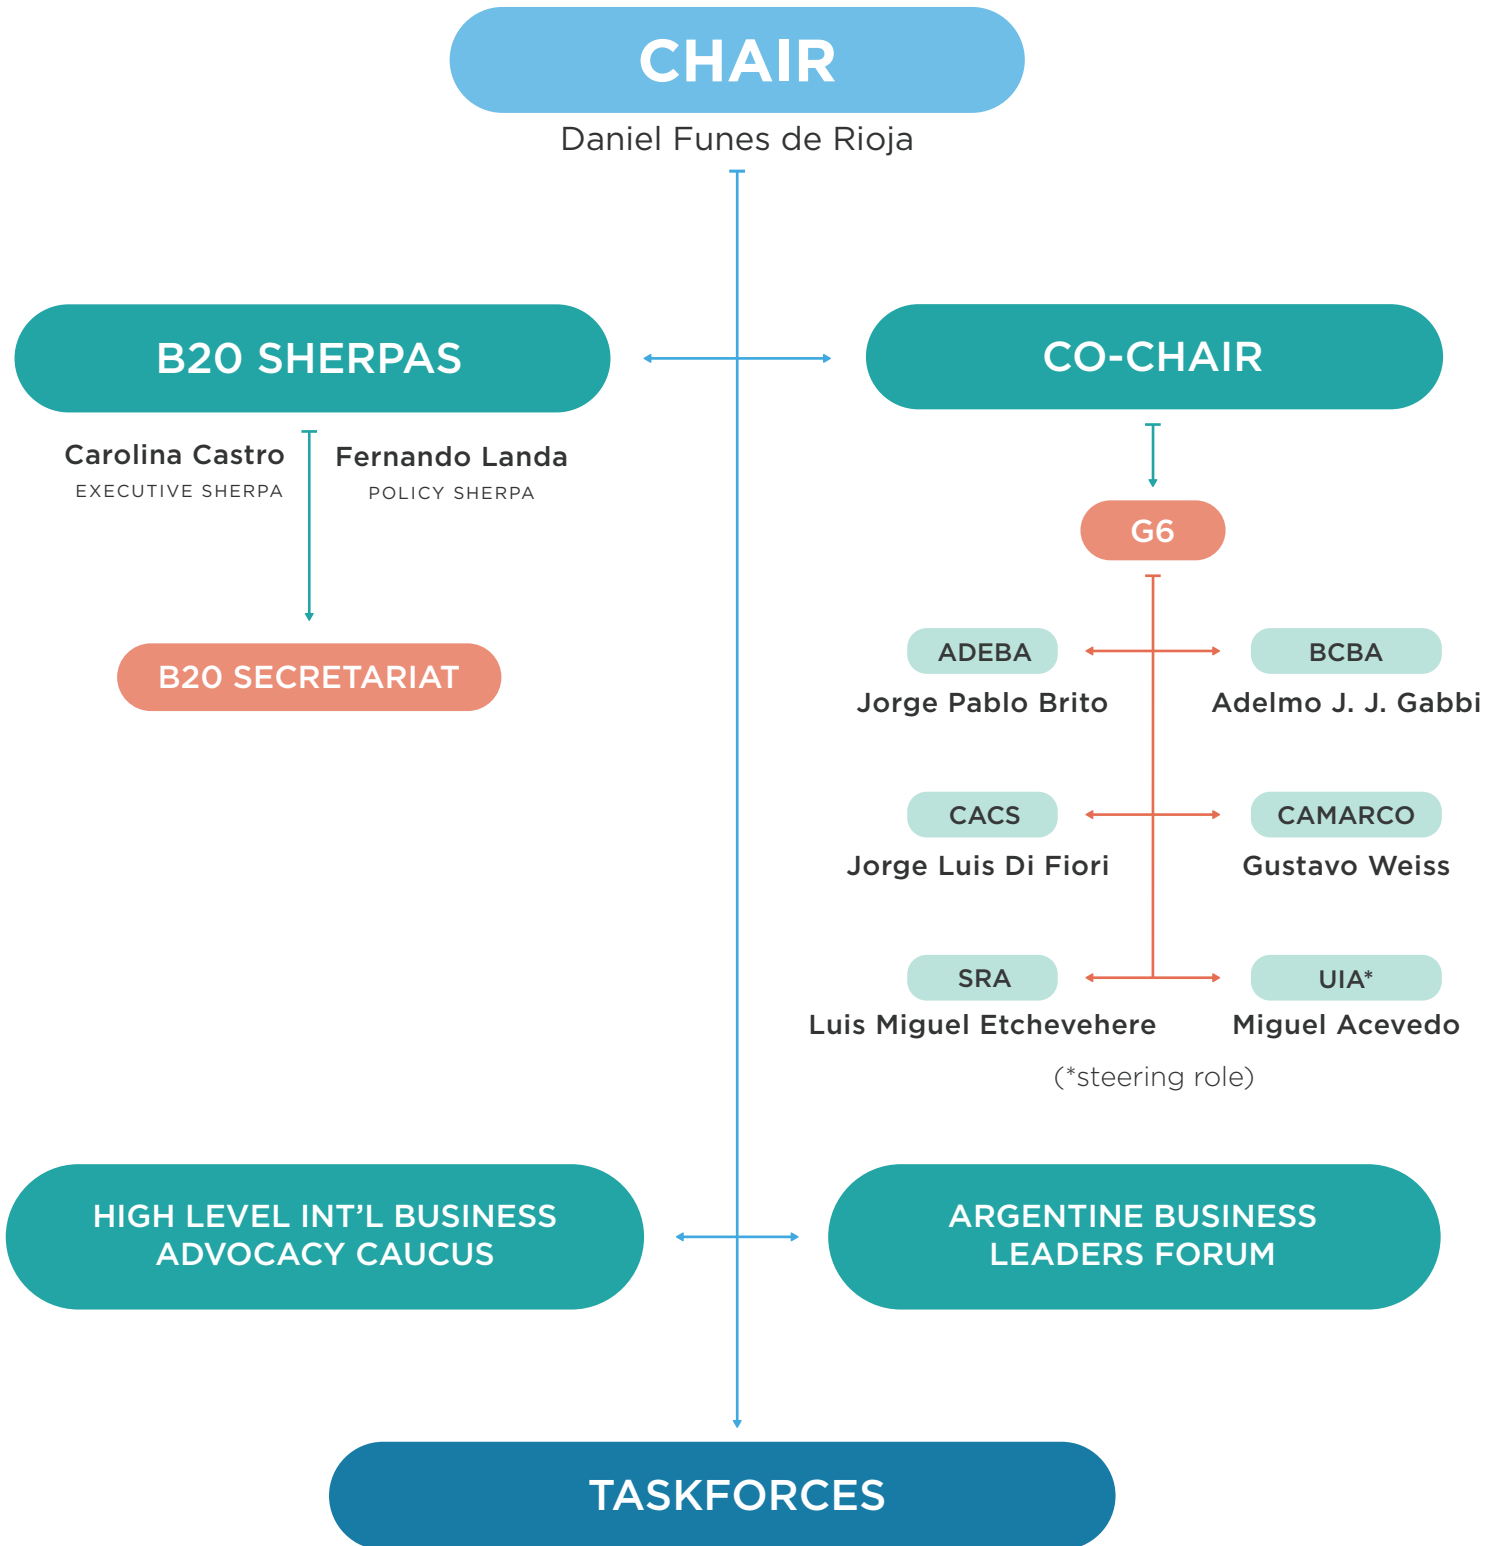 CHAIR
Daniel Funes de Rioja
B20 SHERPAS
Carolina Castro
EXECUTIVE SHERPA
Fernando Landa
POLICY SHERPA
B20 SECRETARIAT
CO-CHAIR
G6
ADEBA
Jorge Pablo Brito
BCBA
Adelmo J. J. Gabbi
CACS
Jorge Luis Di Fiori
CAMARCO
Gustavo Weiss
SRA
Luis Miguel Etchevehere
UIA*
Miguel Acevedo
(*steering role)
HIGH LEVEL INT’L BUSINESS
ADVOCACY CAUCUS
ARGENTINE BUSINESS
LEADERS FORUM
TASKFORCES